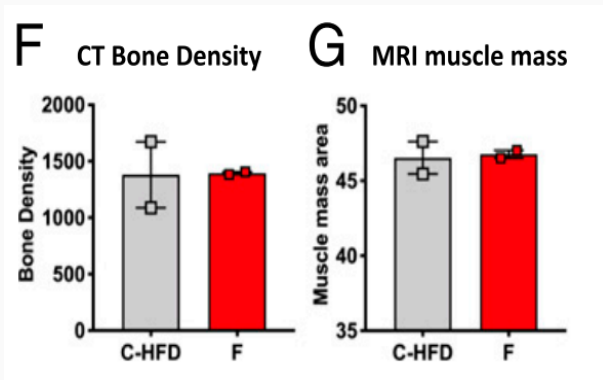 F CT Bone Density
2000
1500
1000
500
0
Bone Density
C-HFD F
G MRI muscle mass
50
45
40
35
Muscle mass area
C-HFD F